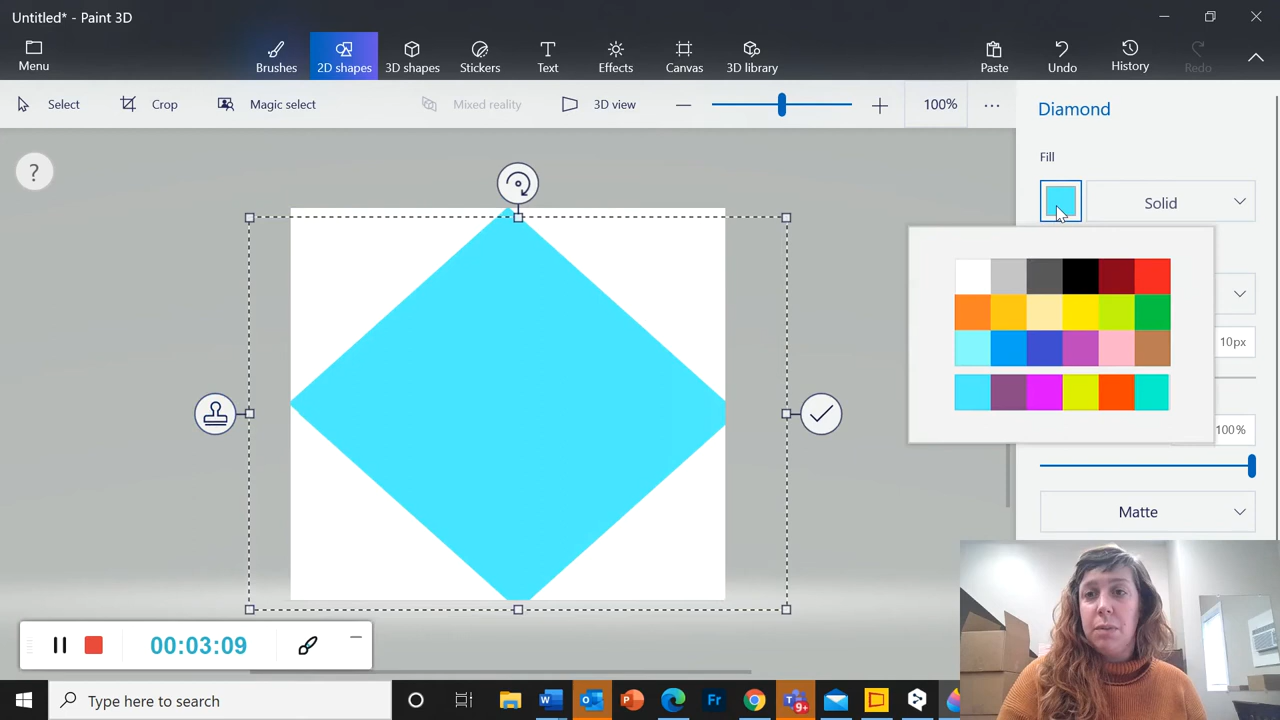 Untitled* - Paint 3D
Menu
Brushes
2D shapes
3D shapes
Stickers
Text
Effects
Canvas
3D library
Paste
Undo
History
Redo
Select
Crop
Magic select
Mixed reality
3D view
100%
Diamond
?
Fill
Solid
10px
100%
Matte
00:03:09
Type here to search
Fr
9+